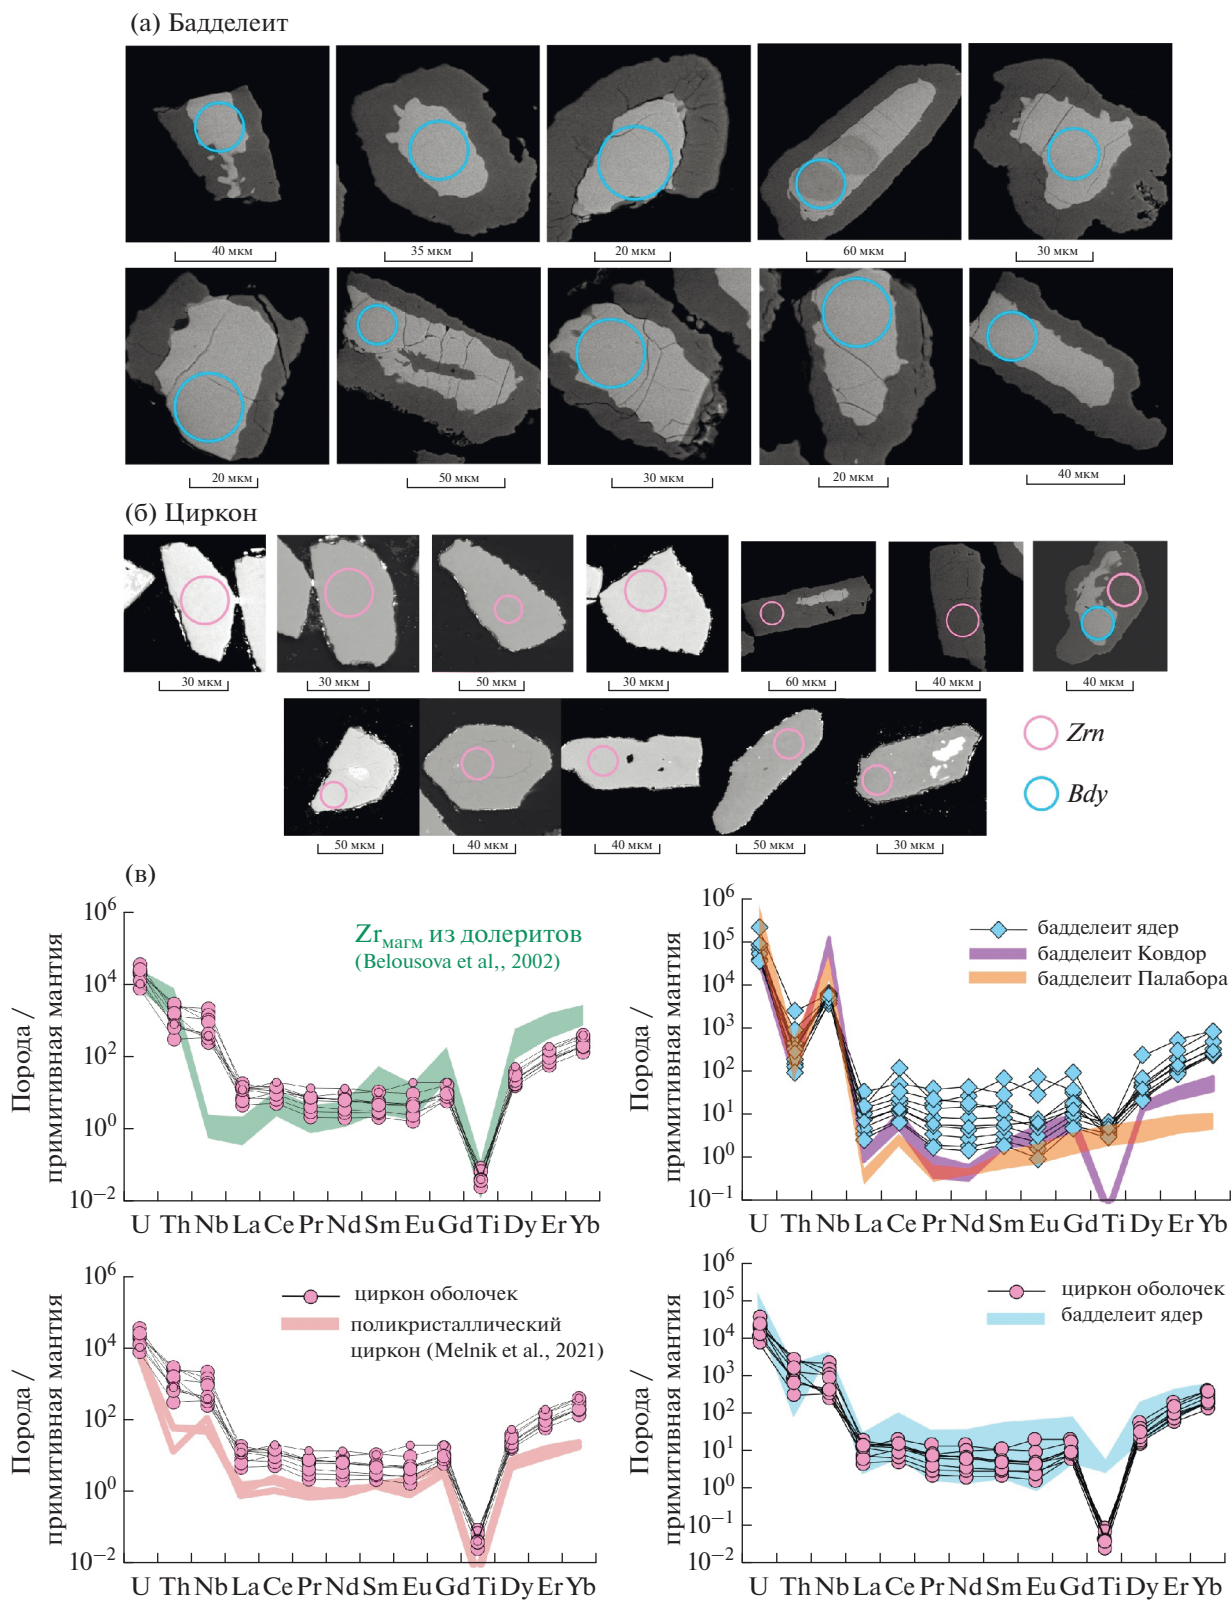 (а) Бадделеит
40 мкм
35 мкм
20 мкм
60 мкм
30 мкм
20 мкм
50 мкм
30 мкм
20 мкм
40 мкм
(б) Циркон
30 мкм
30 мкм
50 мкм
30 мкм
60 мкм
40 мкм
40 мкм
50 мкм
40 мкм
40 мкм
50 мкм
30 мкм
Zrn
Bdy
(в)
Порода /
примитивная мантия
10^6
10^4
10^2
10^0
10^-2
Zrмагм из долеритов
(Belousova et al,, 2002)
U Th Nb La Ce Pr Nd Sm Eu Gd Ti Dy Er Yb
Порода /
примитивная мантия
10^6
10^5
10^4
10^3
10^2
10^1
10^0
10^-1
бадделеит ядер
бадделеит Ковдор
бадделеит Палабора
U Th Nb La Ce Pr Nd Sm Eu Gd Ti Dy Er Yb
Порода /
примитивная мантия
10^6
10^4
10^2
10^0
10^-2
циркон оболочек
поликристаллический
циркон (Melnik et al., 2021)
U Th Nb La Ce Pr Nd Sm Eu Gd Ti Dy Er Yb
Порода /
примитивная мантия
10^6
10^5
10^4
10^3
10^2
10^1
10^0
10^-1
10^-2
циркон оболочек
бадделеит ядер
U Th Nb La Ce Pr Nd Sm Eu Gd Ti Dy Er Yb